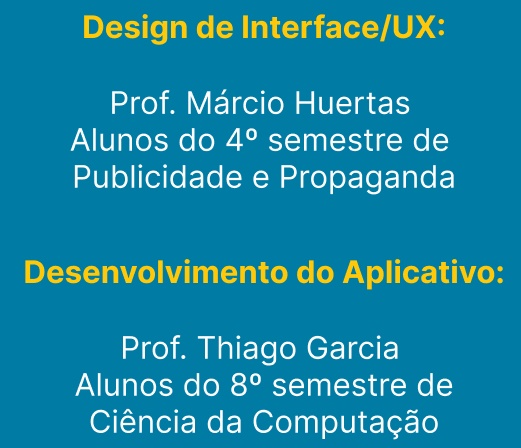 Design de Interface/UX:
Prof. Márcio Huertas
Alunos do 4º semestre de
Publicidade e Propaganda
Desenvolvimento do Aplicativo:
Prof. Thiago Garcia
Alunos do 8º semestre de
Ciência da Computação